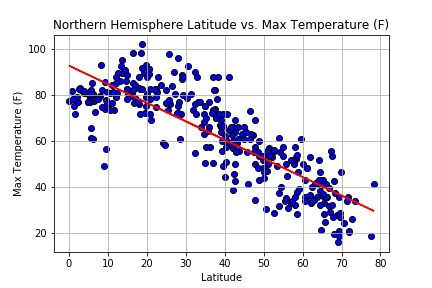 Northern Hemisphere Latitude vs. Max Temperature (F)
100
80
60
40
20
Max Temperature (F)
0 10 20 30 40 50 60 70 80
Latitude